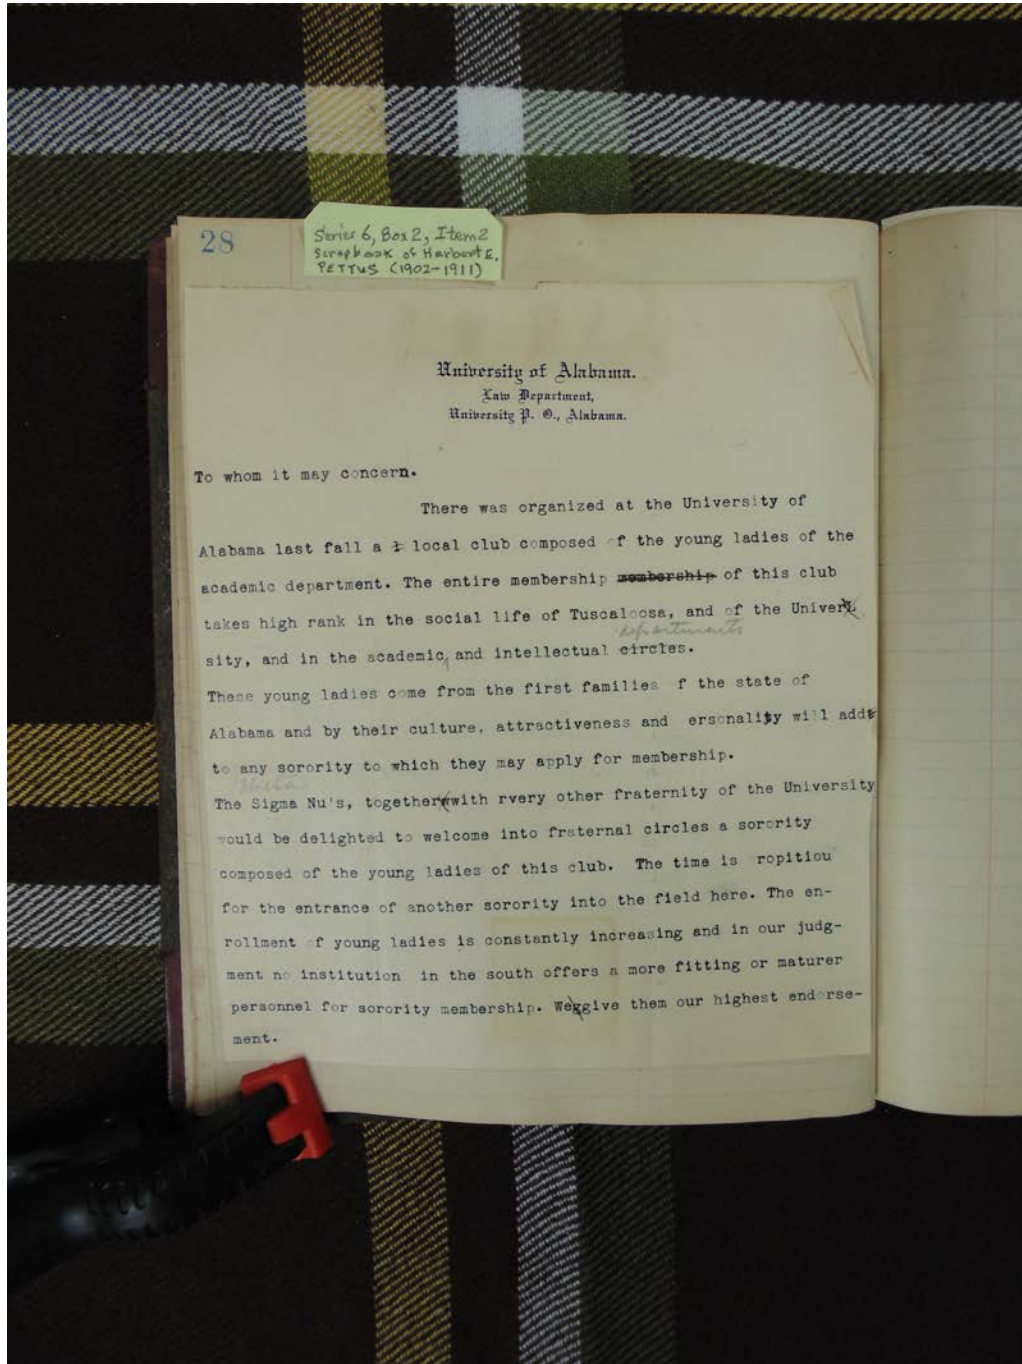 28
Series 6, Box 2, Item 2
Scrapbook of Herbert E.
PETTUS (1902-1911)
University of Alabama.
Law Department,
University P. O., Alabama.
To whom it may concern.
There was organized at the University of
Alabama last fall a local club composed of the young ladies of the
academic department. The entire membership membership of this club
takes high rank in the social life of Tuscaloosa, and of the Univer
departments
sity, and in the academic, and intellectual circles.
These young ladies come from the first families f the state of
Alabama and by their culture, attractiveness and ersonality will add
to any sorority to which they may apply for membership.
The Sigma Nu's, togetherwwith rvery other fraternity of the University
would be delighted to welcome into fraternal circles a sorority
composed of the young ladies of this club. The time is ropitiou
for the entrance of another sorority into the field here. The en-
rollment of young ladies is constantly increasing and in our judg-
ment no institution in the south offers a more fitting or maturer
personnel for sorority membership. Weggive them our highest endorse-
ment.